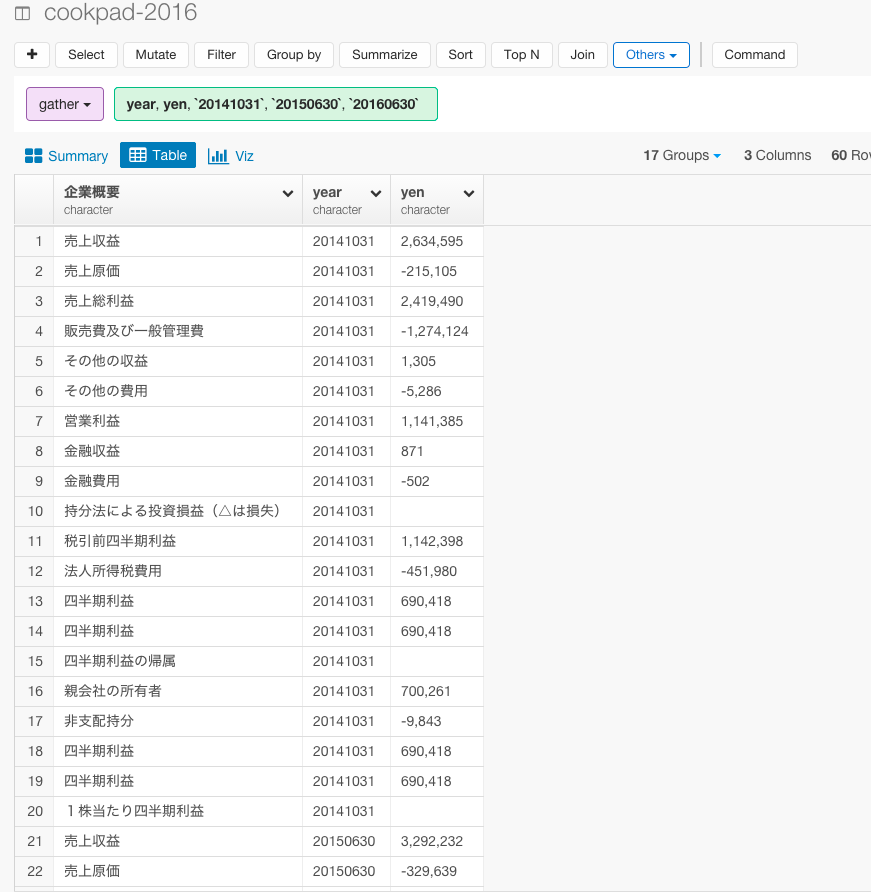 cookpad-2016
+ Select Mutate Filter Group by Summarize Sort Top N Join Others Command
gather year, yen, `20141031`, `20150630`, `20160630`
Summary Table Viz 17 Groups 3 Columns 60 Rov
企業概要 year yen
character character character
1 売上収益 20141031 2,634,595
2 売上原価 20141031 -215,105
3 売上総利益 20141031 2,419,490
4 販売費及び一般管理費 20141031 -1,274,124
5 その他の収益 20141031 1,305
6 その他の費用 20141031 -5,286
7 営業利益 20141031 1,141,385
8 金融収益 20141031 871
9 金融費用 20141031 -502
10 持分法による投資損益（△は損失） 20141031
11 税引前四半期利益 20141031 1,142,398
12 法人所得税費用 20141031 -451,980
13 四半期利益 20141031 690,418
14 四半期利益 20141031 690,418
15 四半期利益の帰属 20141031
16 親会社の所有者 20141031 700,261
17 非支配持分 20141031 -9,843
18 四半期利益 20141031 690,418
19 四半期利益 20141031 690,418
20 １株当たり四半期利益 20141031
21 売上収益 20150630 3,292,232
22 売上原価 20150630 -329,639